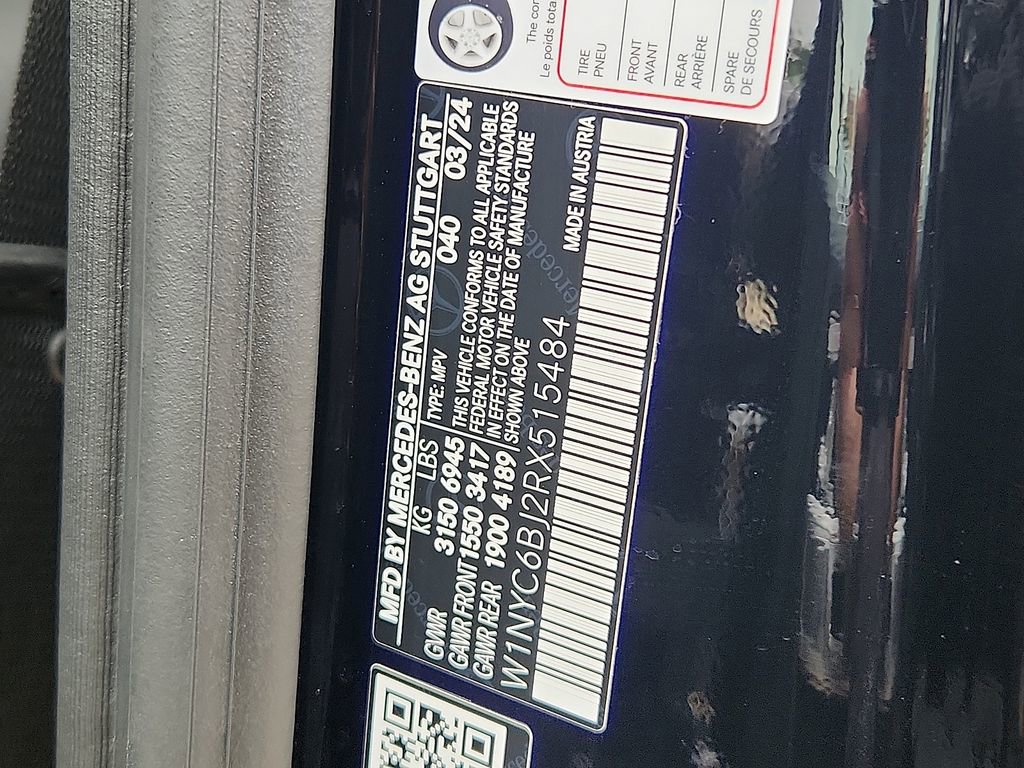 MFD BY MERCEDES-BENZ AG STUTTGART
KG LBS TYPE: MPV 040 03/24
GVWR 3150 6945
GAWR FRONT 1550 3417
GAWR REAR 1900 4189
THIS VEHICLE CONFORMS TO ALL APPLICABLE
FEDERAL MOTOR VEHICLE SAFETY STANDARDS
IN EFFECT ON THE DATE OF MANUFACTURE
SHOWN ABOVE
MADE IN AUSTRIA
W1NYC6BJ2RX515484
The
Le poids
TIRE
PNEU
FRONT
AVANT
REAR
ARRIÈRE
SPARE
DE SECOURS